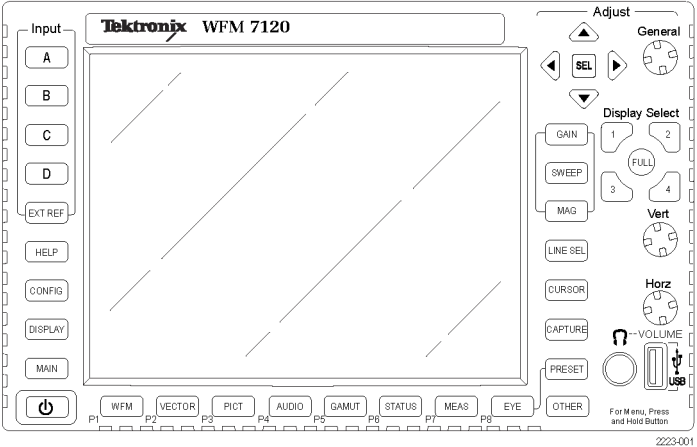 Tektronix WFM 7120
Input
A
B
C
D
EXT REF
HELP
CONFIG
DISPLAY
MAIN
Adjust
General
SEL
Display Select
1
2
FULL
3
4
GAIN
SWEEP
MAG
LINE SEL
CURSOR
CAPTURE
PRESET
Vert
Horz
VOLUME
USB
WFM
VECTOR
PICT
AUDIO
GAMUT
STATUS
MEAS
EYE
OTHER
P1
P2
P3
P4
P5
P6
P7
P8
For Menu, Press
and Hold Button
2223-001